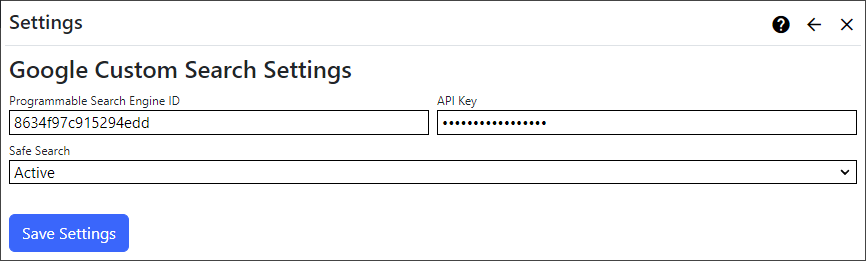 Settings
Google Custom Search Settings
Programmable Search Engine ID
API Key
8634f97c915294edd
•••••••••••••••••
Safe Search
Active
Save Settings